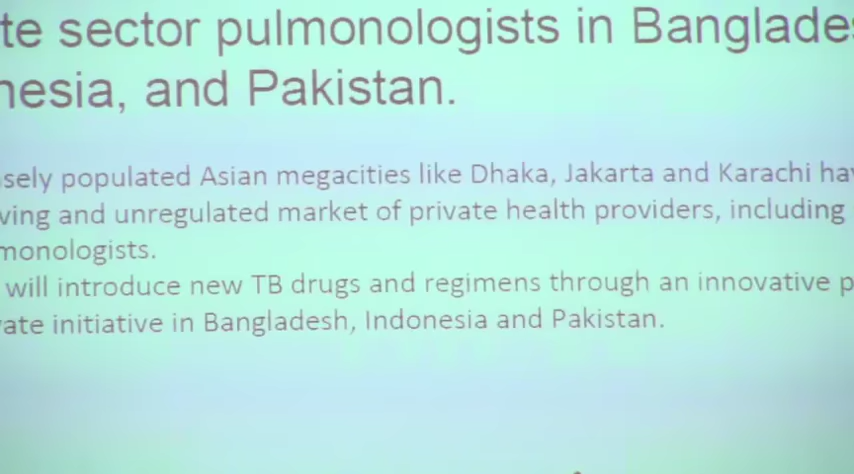 te sector pulmonologists in Banglade
nesia, and Pakistan.
sely populated Asian megacities like Dhaka, Jakarta and Karachi ha
ving and unregulated market of private health providers, including
monologists.
will introduce new TB drugs and regimens through an innovative p
ate initiative in Bangladesh, Indonesia and Pakistan.